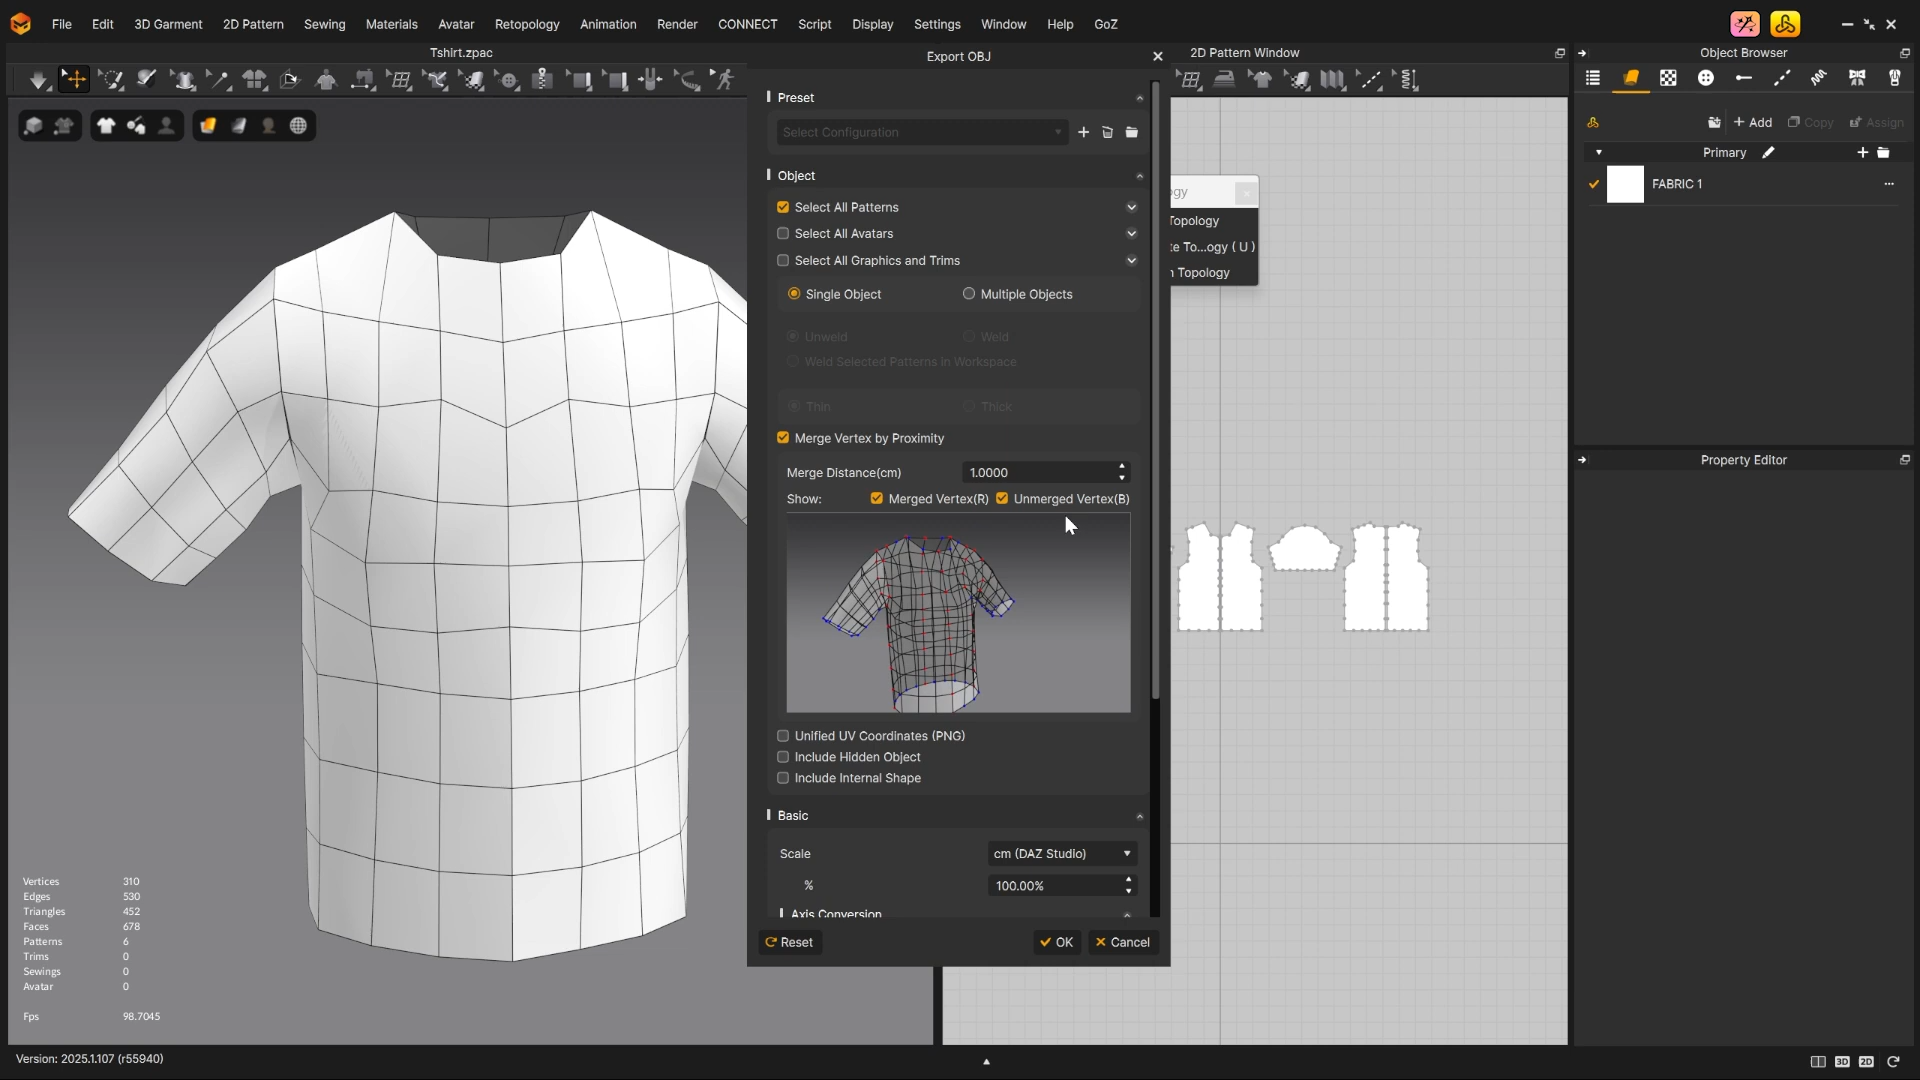 File Edit 3D Garment 2D Pattern Sewing Materials Avatar Retopology Animation Render CONNECT Script Display Settings Window Help GoZ
Tshirt.zpac
Export OBJ
2D Pattern Window
Object Browser
Preset
Select Configuration
Object
Select All Patterns
Select All Avatars
Select All Graphics and Trims
Single Object Multiple Objects
Unweld Weld
Weld Selected Patterns in Workspace
Thin Thick
Merge Vertex by Proximity
Merge Distance(cm) 1.0000
Show: Merged Vertex(R) Unmerged Vertex(B)
Unified UV Coordinates (PNG)
Include Hidden Object
Include Internal Shape
Basic
Scale cm (DAZ Studio)
% 100.00%
Axis Conversion
Reset OK Cancel
ogy
Topology
te To...ogy ( U )
n Topology
Add Copy Assign
Primary
FABRIC 1
Property Editor
Vertices 310
Edges 530
Triangles 452
Faces 678
Patterns 6
Trims 0
Sewings 0
Avatar 0
Fps 98.7045
Version: 2025.1.107 (r55940)
3D 2D